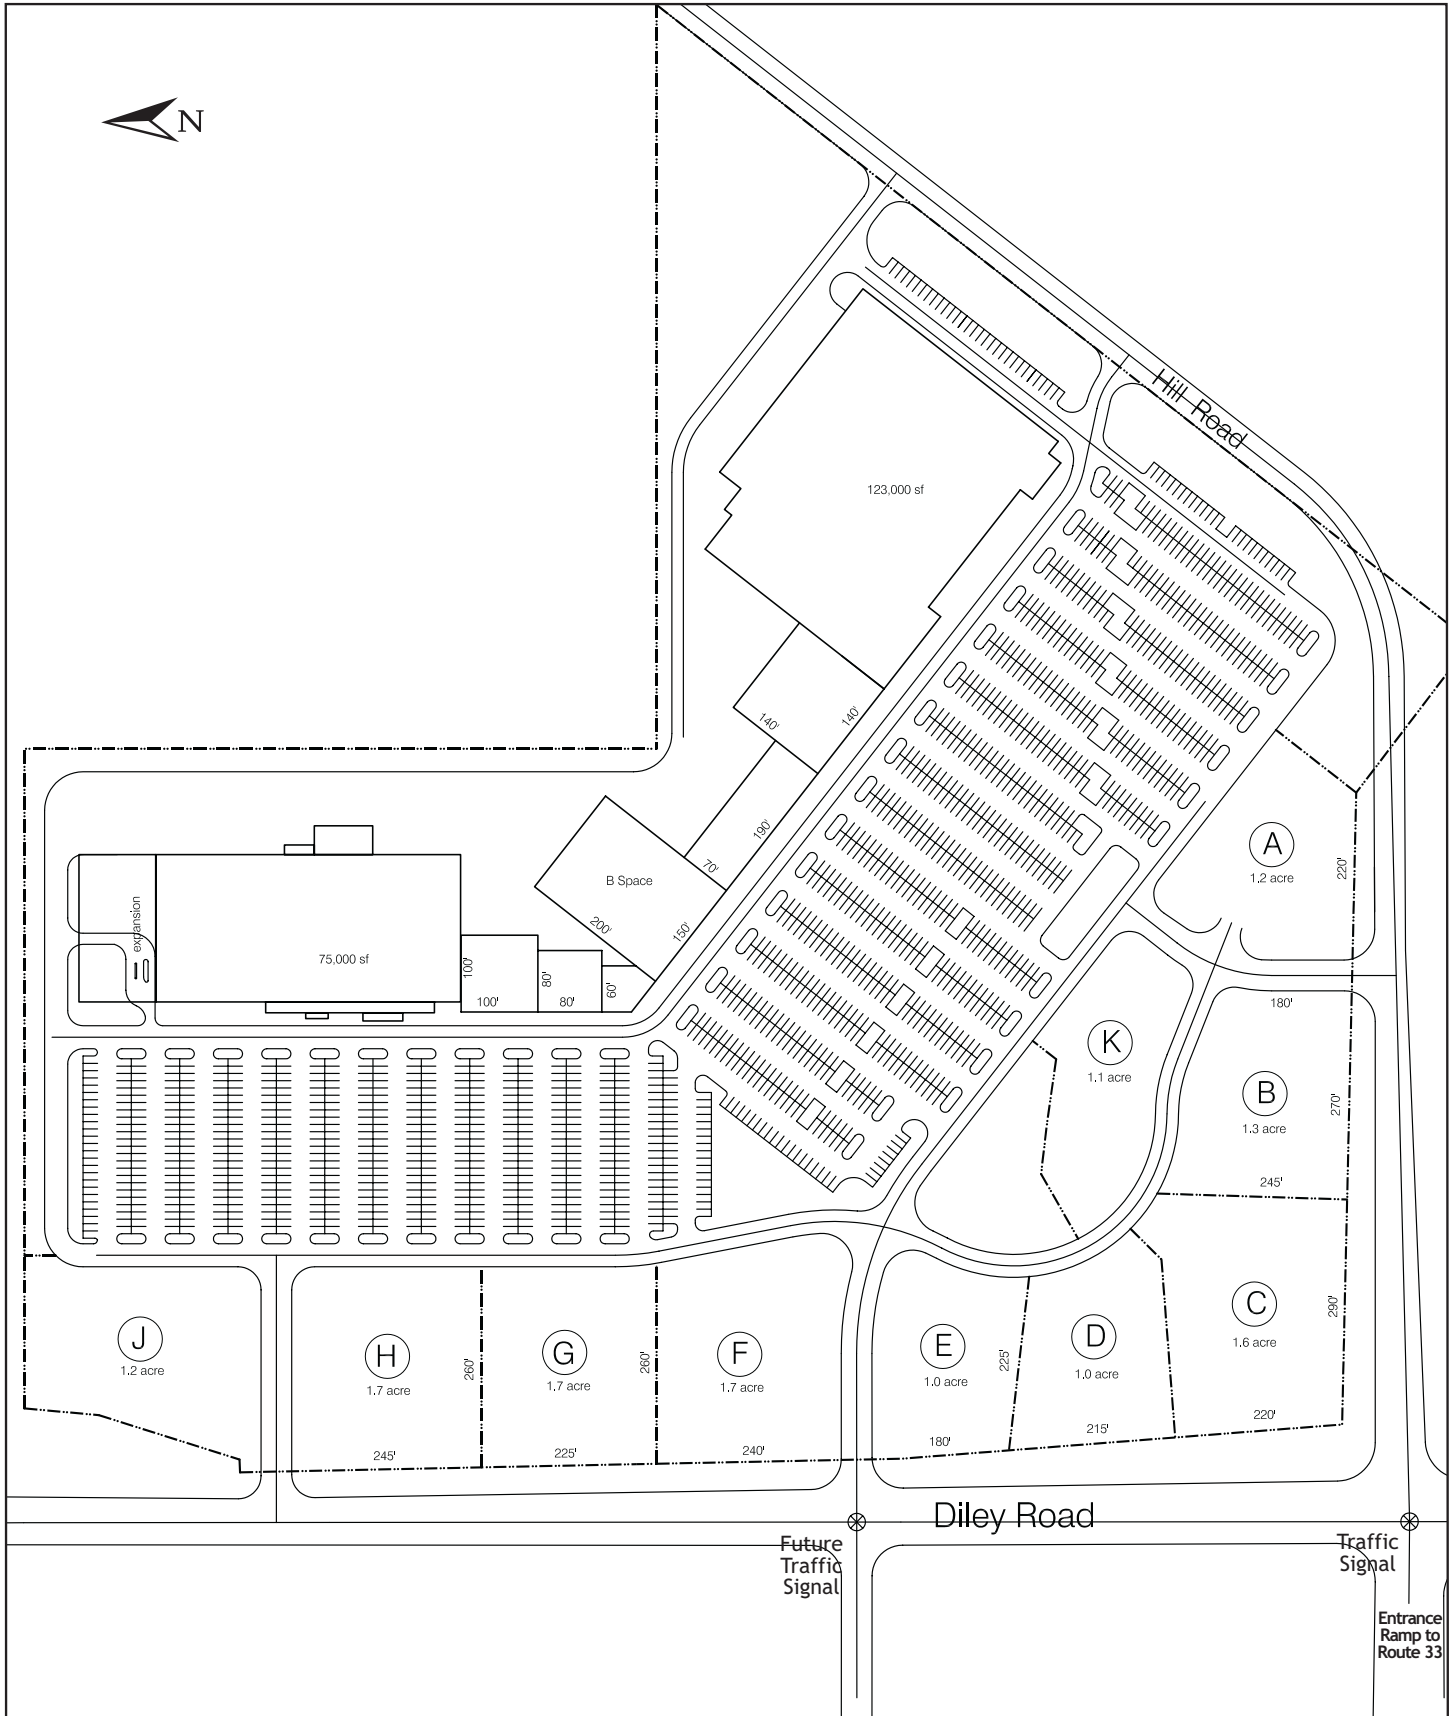 N
Hill Road
123,000 sf
140'
140'
190'
70'
B Space
200'
150'
expansion
75,000 sf
100'
100'
80'
80'
60'
A
1.2 acre
220'
180'
K
1.1 acre
B
1.3 acre
270'
245'
C
1.6 acre
290'
220'
J
1.2 acre
H
1.7 acre
260'
245'
G
1.7 acre
260'
225'
F
1.7 acre
240'
E
1.0 acre
225'
180'
D
1.0 acre
215'
Diley Road
Future
Traffic
Signal
Traffic
Signal
Entrance
Ramp to
Route 33